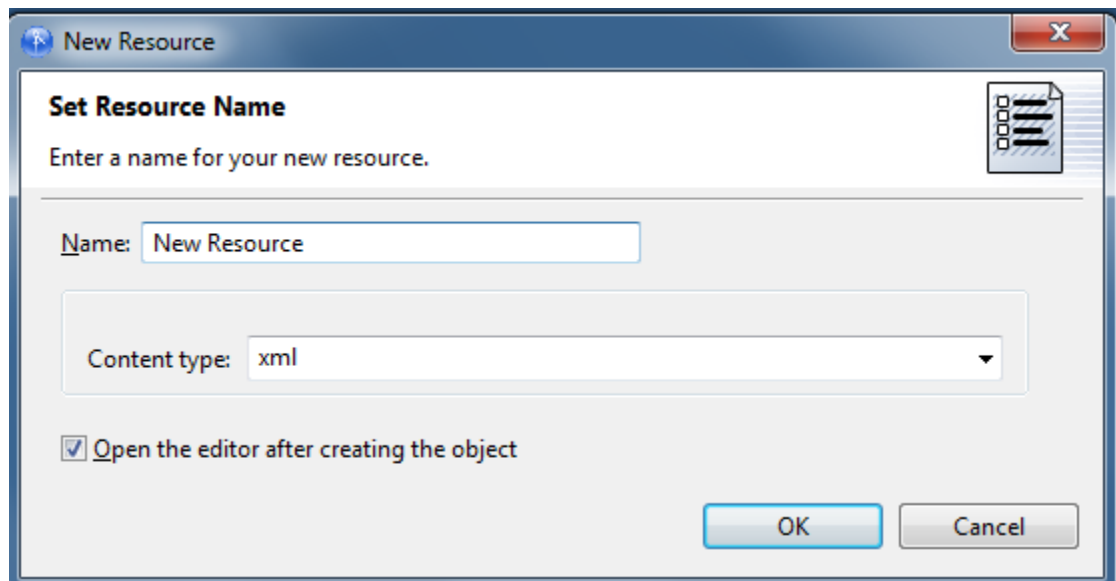 New Resource
Set Resource Name
Enter a name for your new resource.
Name: New Resource
Content type: xml
Open the editor after creating the object
OK Cancel